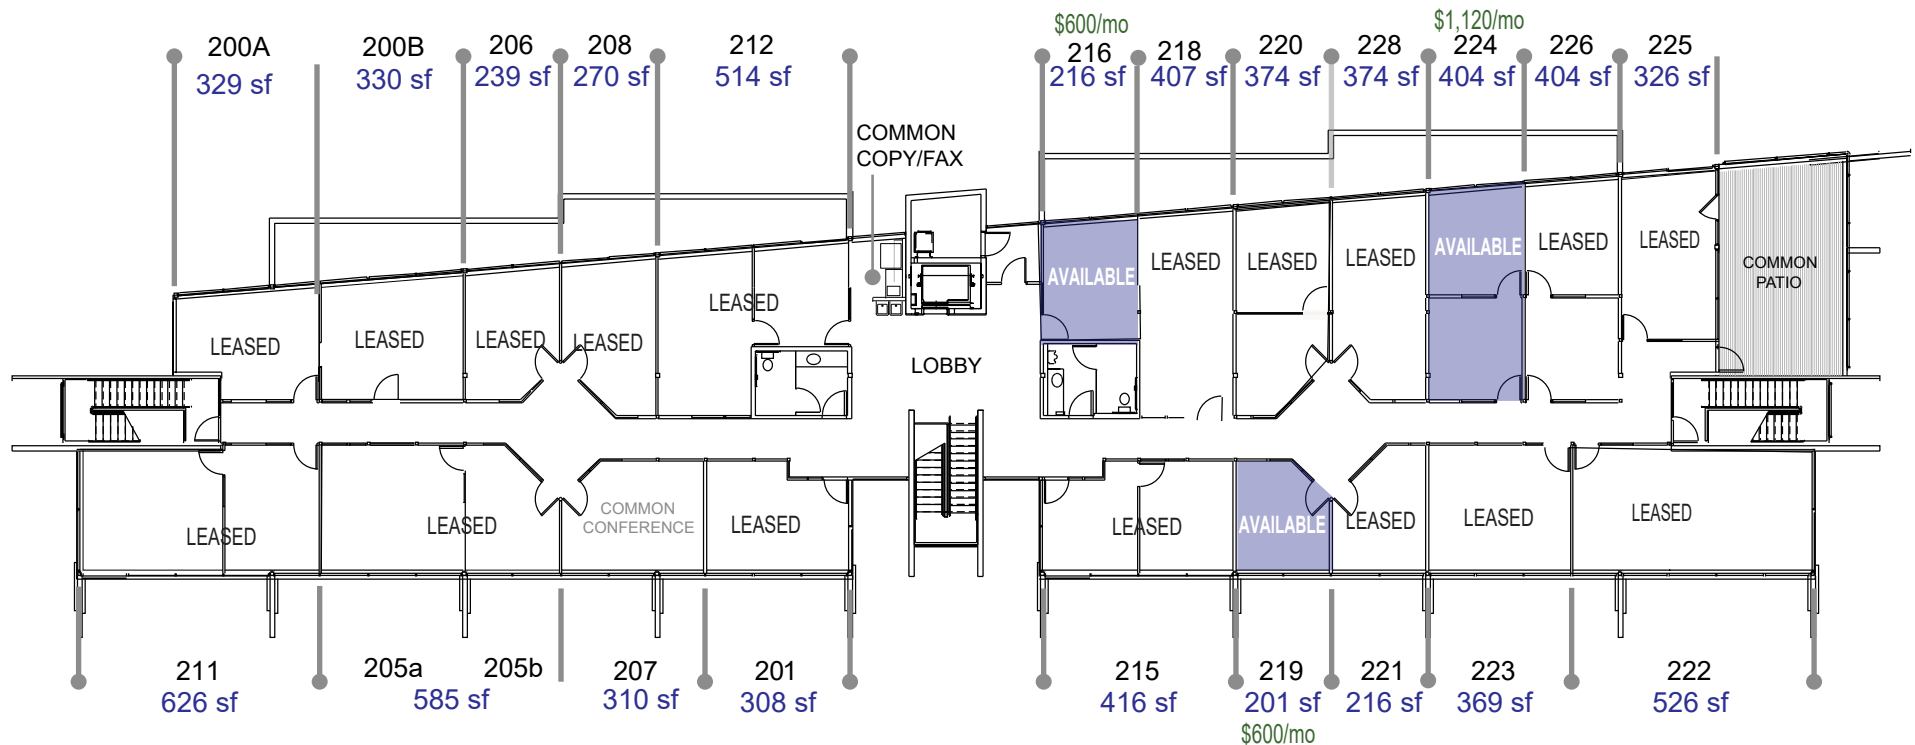 $600/mo
$1,120/mo
200A
200B
206
208
212
216
218
220
228
224
226
225
329 sf
330 sf
239 sf
270 sf
514 sf
216 sf
407 sf
374 sf
374 sf
404 sf
404 sf
326 sf
COMMON
COPY/FAX
LEASED
LEASED
LEASED
LEASED
LEASED
LOBBY
AVAILABLE
LEASED
LEASED
LEASED
AVAILABLE
LEASED
LEASED
COMMON
PATIO
LEASED
LEASED
COMMON
CONFERENCE
LEASED
LEASED
AVAILABLE
LEASED
LEASED
LEASED
211
205a
205b
207
201
215
219
221
223
222
626 sf
585 sf
310 sf
308 sf
416 sf
201 sf
216 sf
369 sf
526 sf
$600/mo